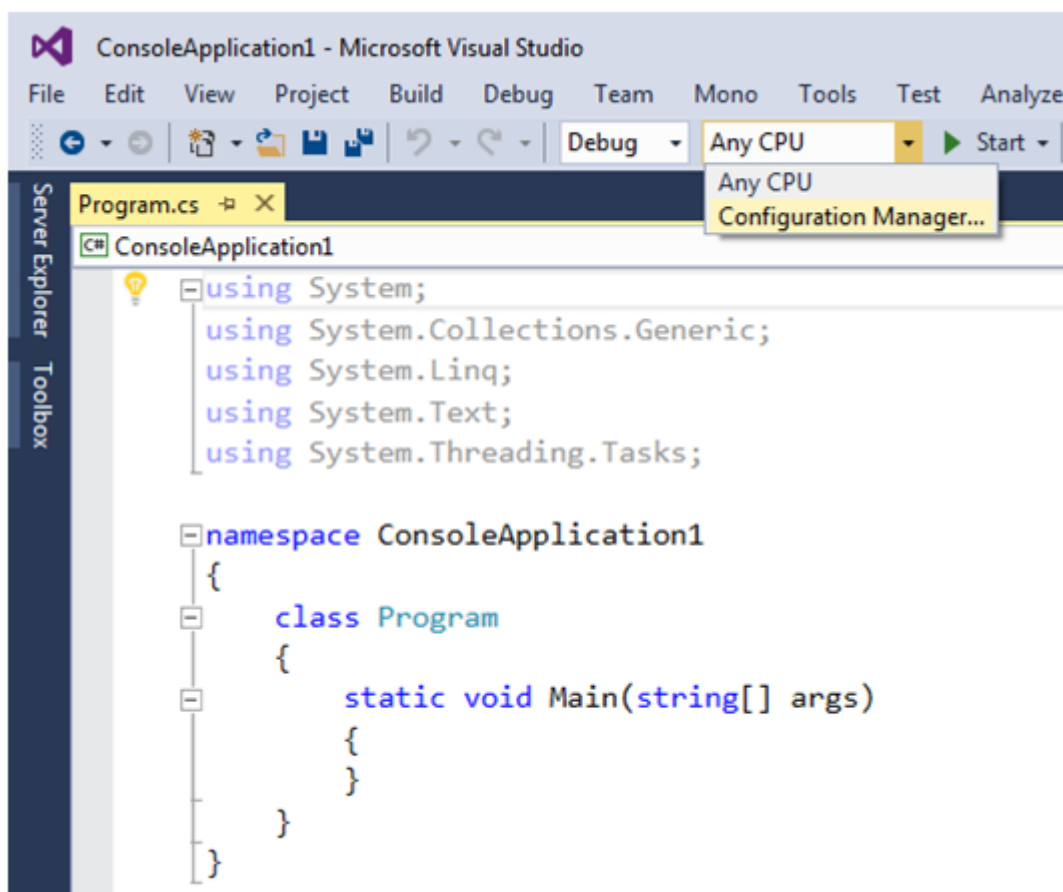 ConsoleApplication1 - Microsoft Visual Studio
File Edit View Project Build Debug Team Mono Tools Test Analyze
Debug Any CPU Start
Any CPU
Configuration Manager...
Server Explorer
Toolbox
Program.cs
C# ConsoleApplication1
using System;
using System.Collections.Generic;
using System.Linq;
using System.Text;
using System.Threading.Tasks;
namespace ConsoleApplication1
{
class Program
{
static void Main(string[] args)
{
}
}
}